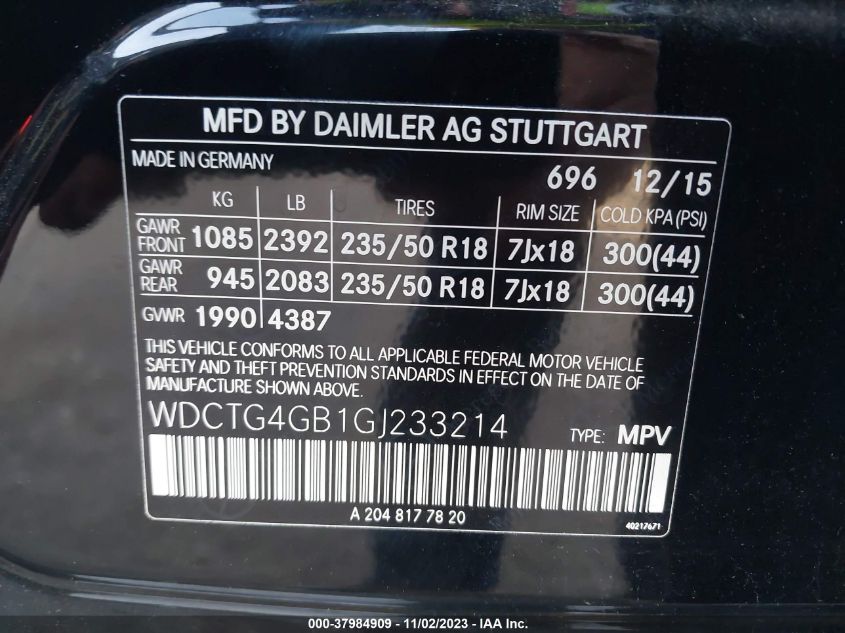 MFD BY DAIMLER AG STUTTGART
MADE IN GERMANY
696 12/15
KG LB TIRES RIM SIZE COLD KPA (PSI)
GAWR FRONT 1085 2392 235/50 R18 7Jx18 300(44)
GAWR REAR 945 2083 235/50 R18 7Jx18 300(44)
GVWR 1990 4387
THIS VEHICLE CONFORMS TO ALL APPLICABLE FEDERAL MOTOR VEHICLE
SAFETY AND THEFT PREVENTION STANDARDS IN EFFECT ON THE DATE OF
MANUFACTURE SHOWN ABOVE.
WDCTG4GB1GJ233214 TYPE: MPV
A 204 817 78 20
40217671
000-37984909 - 11/02/2023 - IAA Inc.